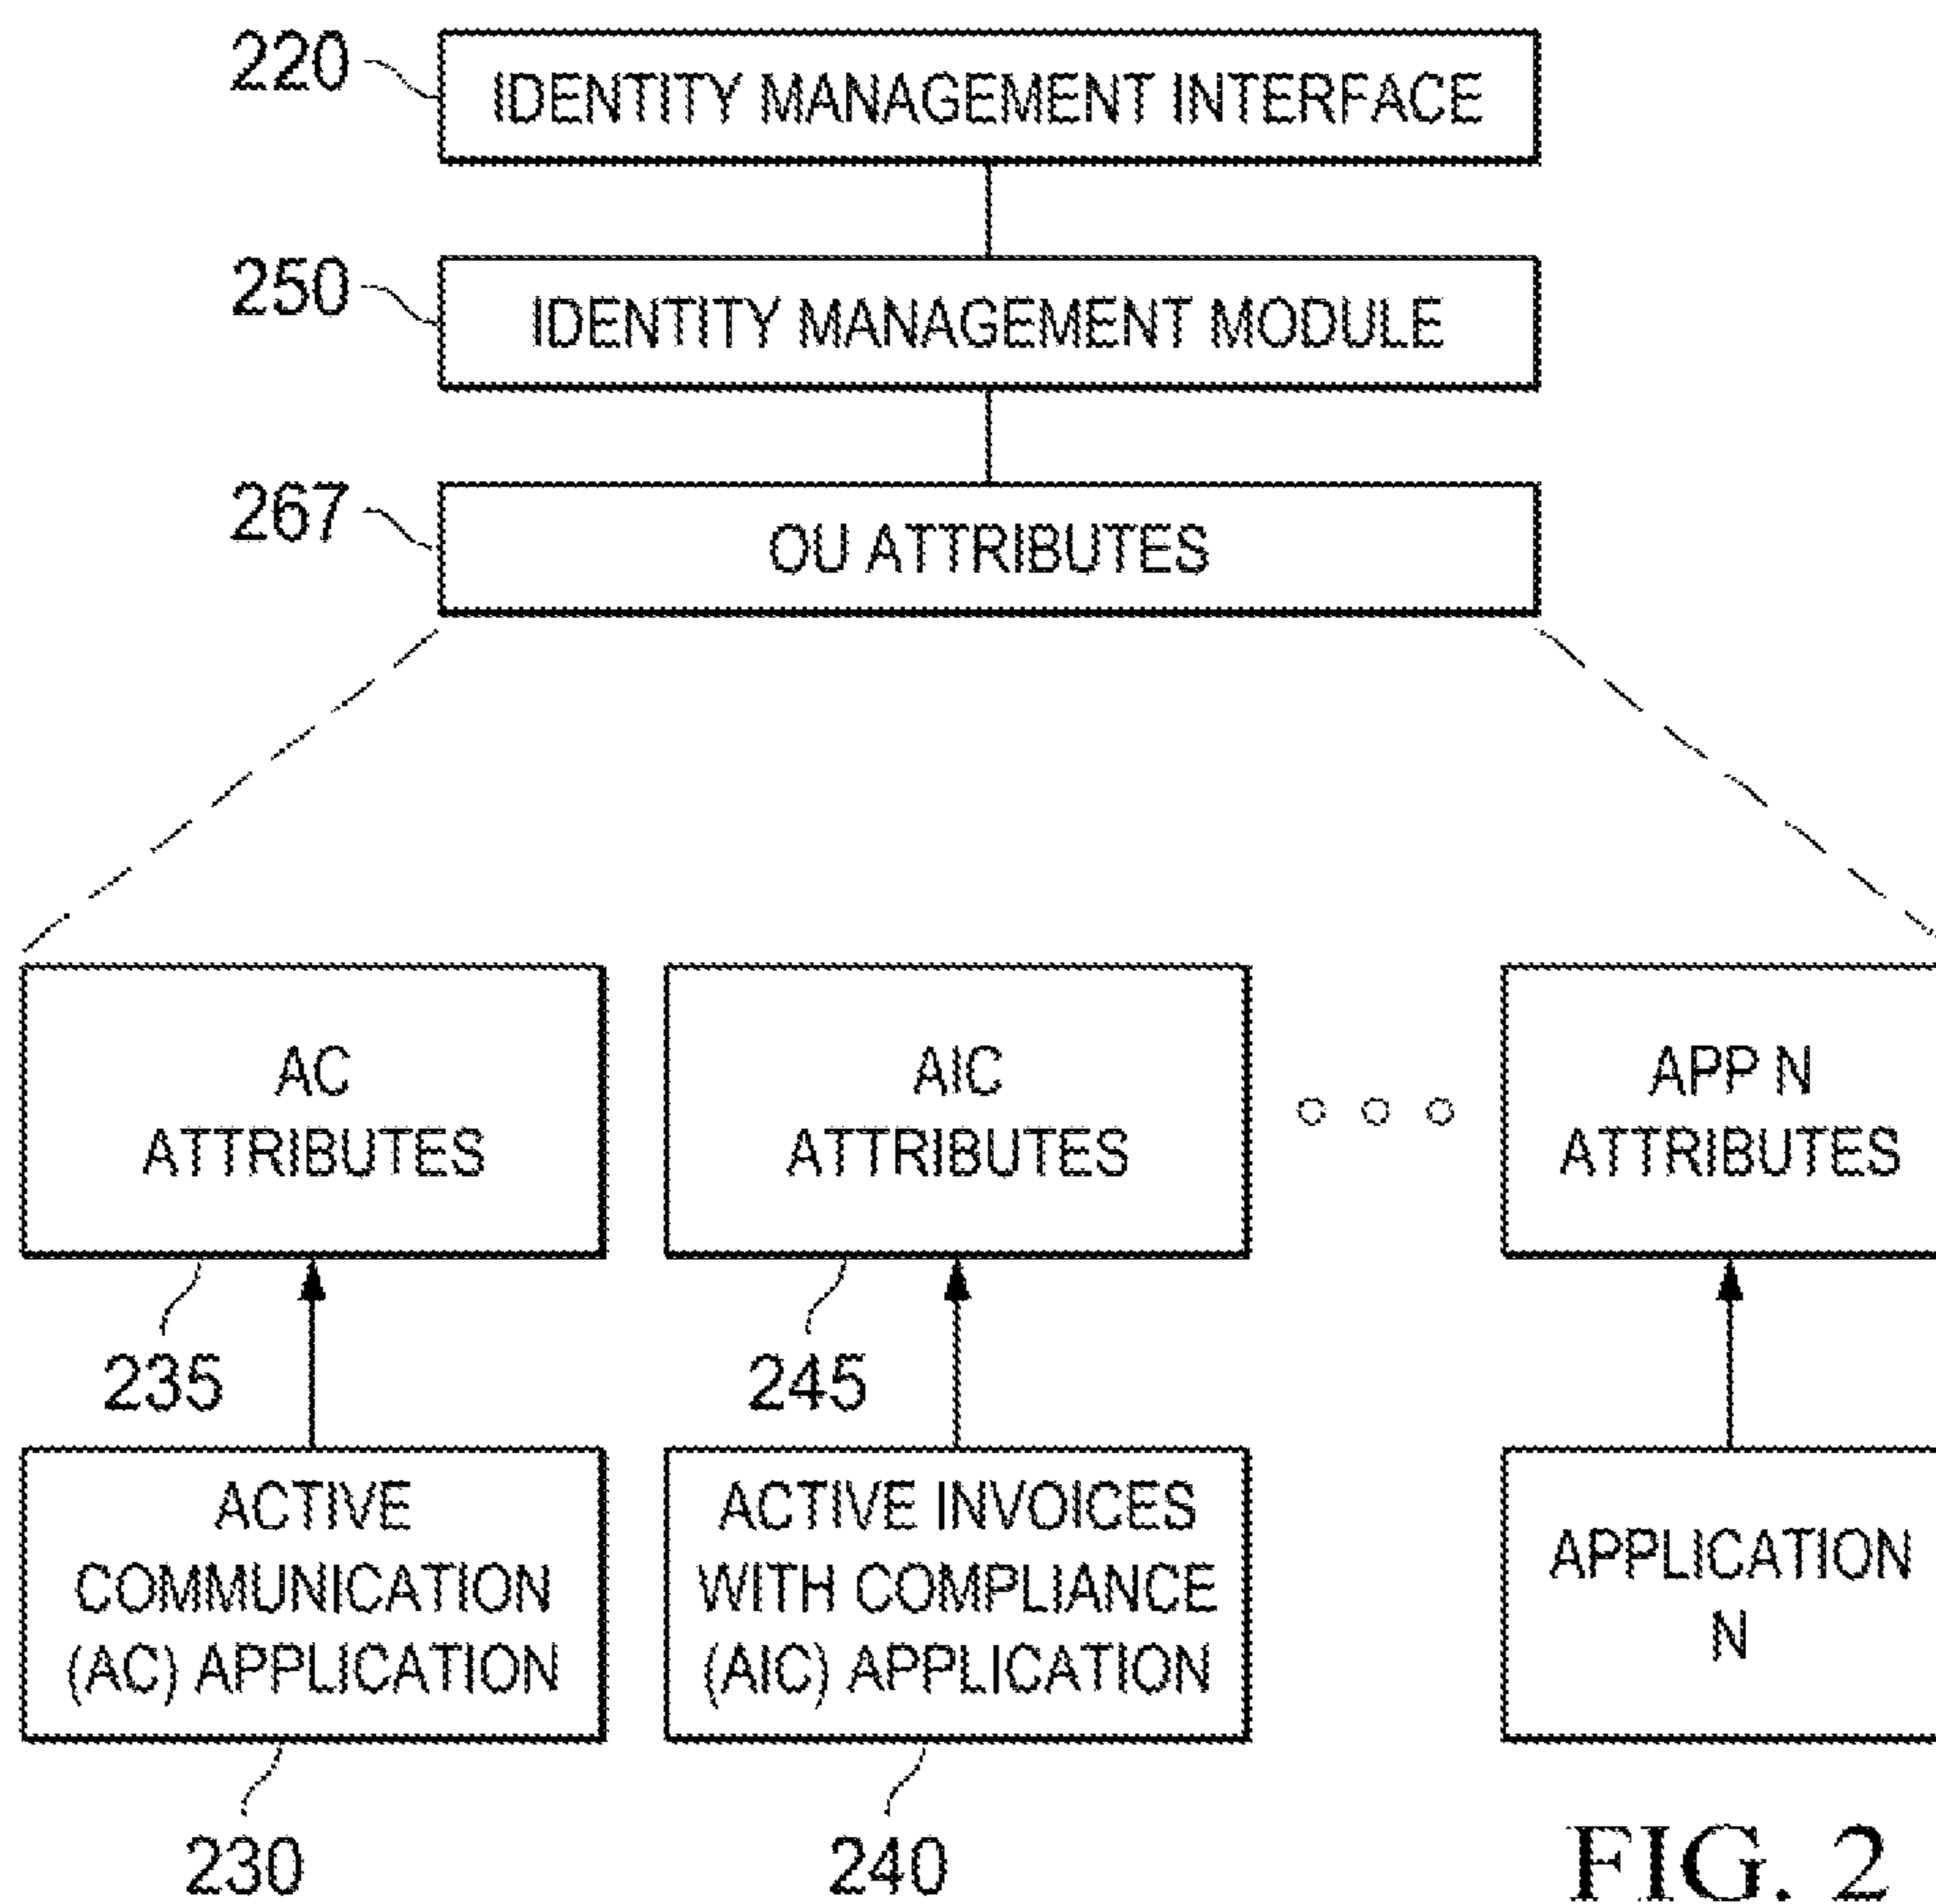 220
IDENTITY MANAGEMENT INTERFACE
250
IDENTITY MANAGEMENT MODULE
267
OU ATTRIBUTES
AC
ATTRIBUTES
AIC
ATTRIBUTES
APP N
ATTRIBUTES
235
245
ACTIVE
COMMUNICATION
(AC) APPLICATION
ACTIVE INVOICES
WITH COMPLIANCE
(AIC) APPLICATION
APPLICATION
N
230
240
FIG. 2